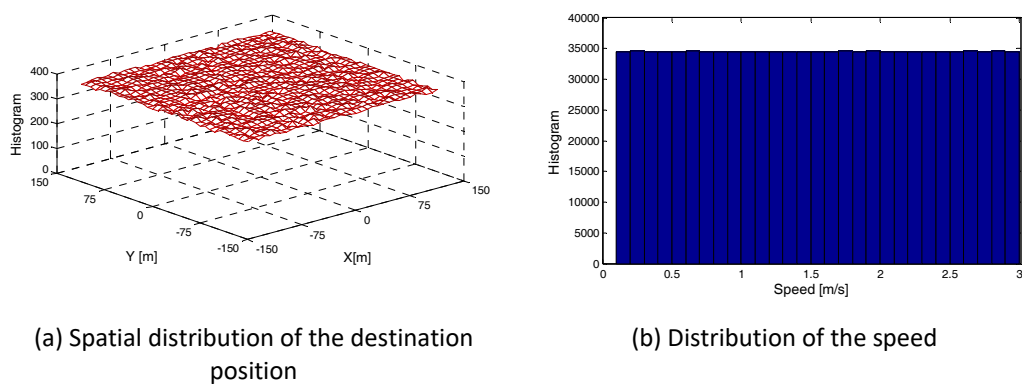 400
300
200
100
0
Histogram
150
75
0
-75
-150
Y [m]
-150
-75
0
75
150
X[m]
40000
35000
30000
25000
20000
15000
10000
5000
0
Histogram
0 0.5 1 1.5 2 2.5 3
Speed [m/s]
(a) Spatial distribution of the destination
position
(b) Distribution of the speed